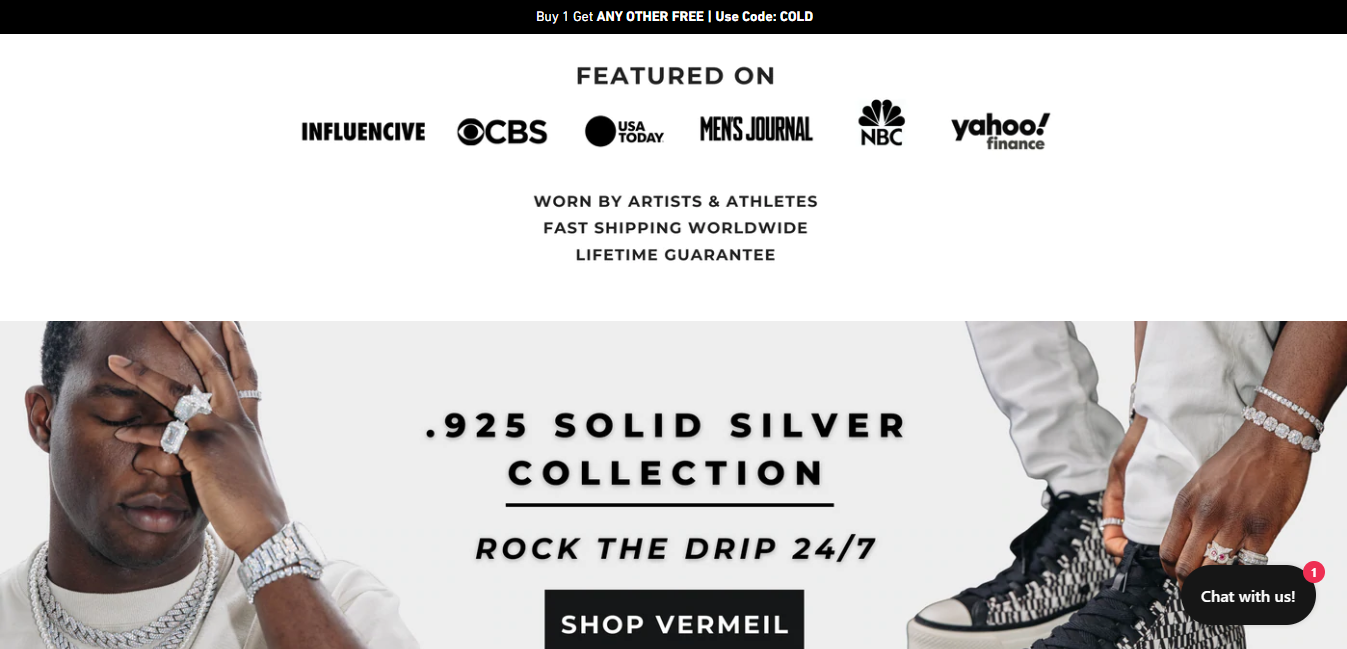 Buy 1 Get ANY OTHER FREE | Use Code: COLD
FEATURED ON
INFLUENCIVE
CBS
USA
TODAY
MEN'S JOURNAL
NBC
yahoo!
finance
WORN BY ARTISTS & ATHLETES
FAST SHIPPING WORLDWIDE
LIFETIME GUARANTEE
.925 SOLID SILVER
COLLECTION
ROCK THE DRIP 24/7
SHOP VERMEIL
1
Chat with us!